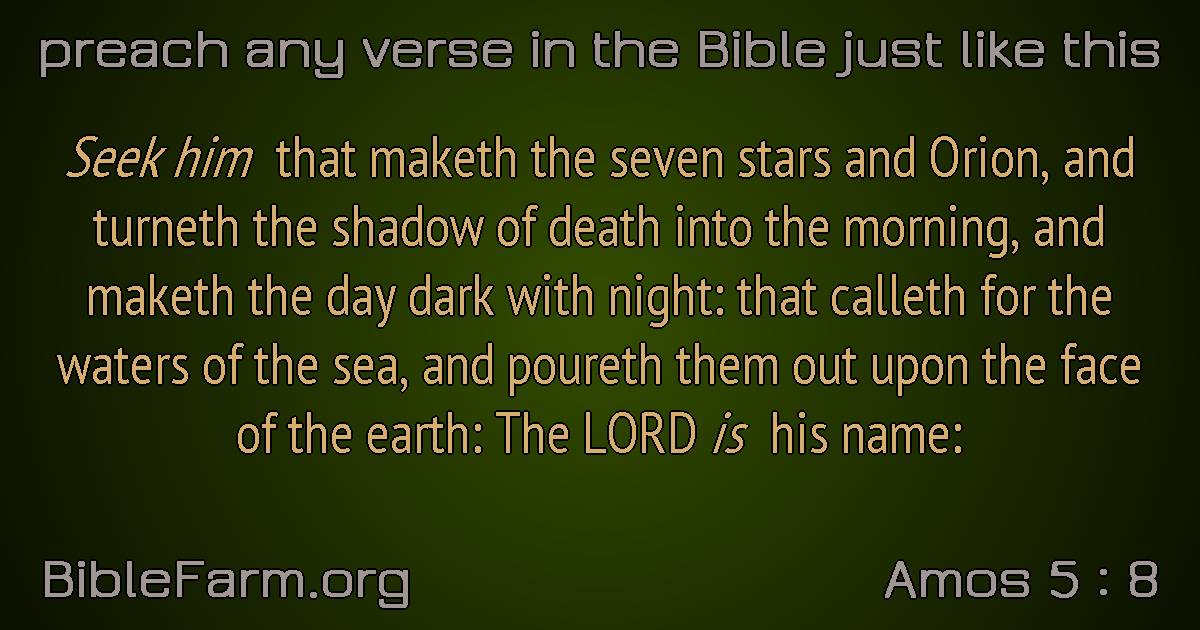 preach any verse in the Bible just like this
Seek him that maketh the seven stars and Orion, and
turneth the shadow of death into the morning, and
maketh the day dark with night: that calleth for the
waters of the sea, and poureth them out upon the face
of the earth: The LORD is his name:
BibleFarm.org
Amos 5 : 8